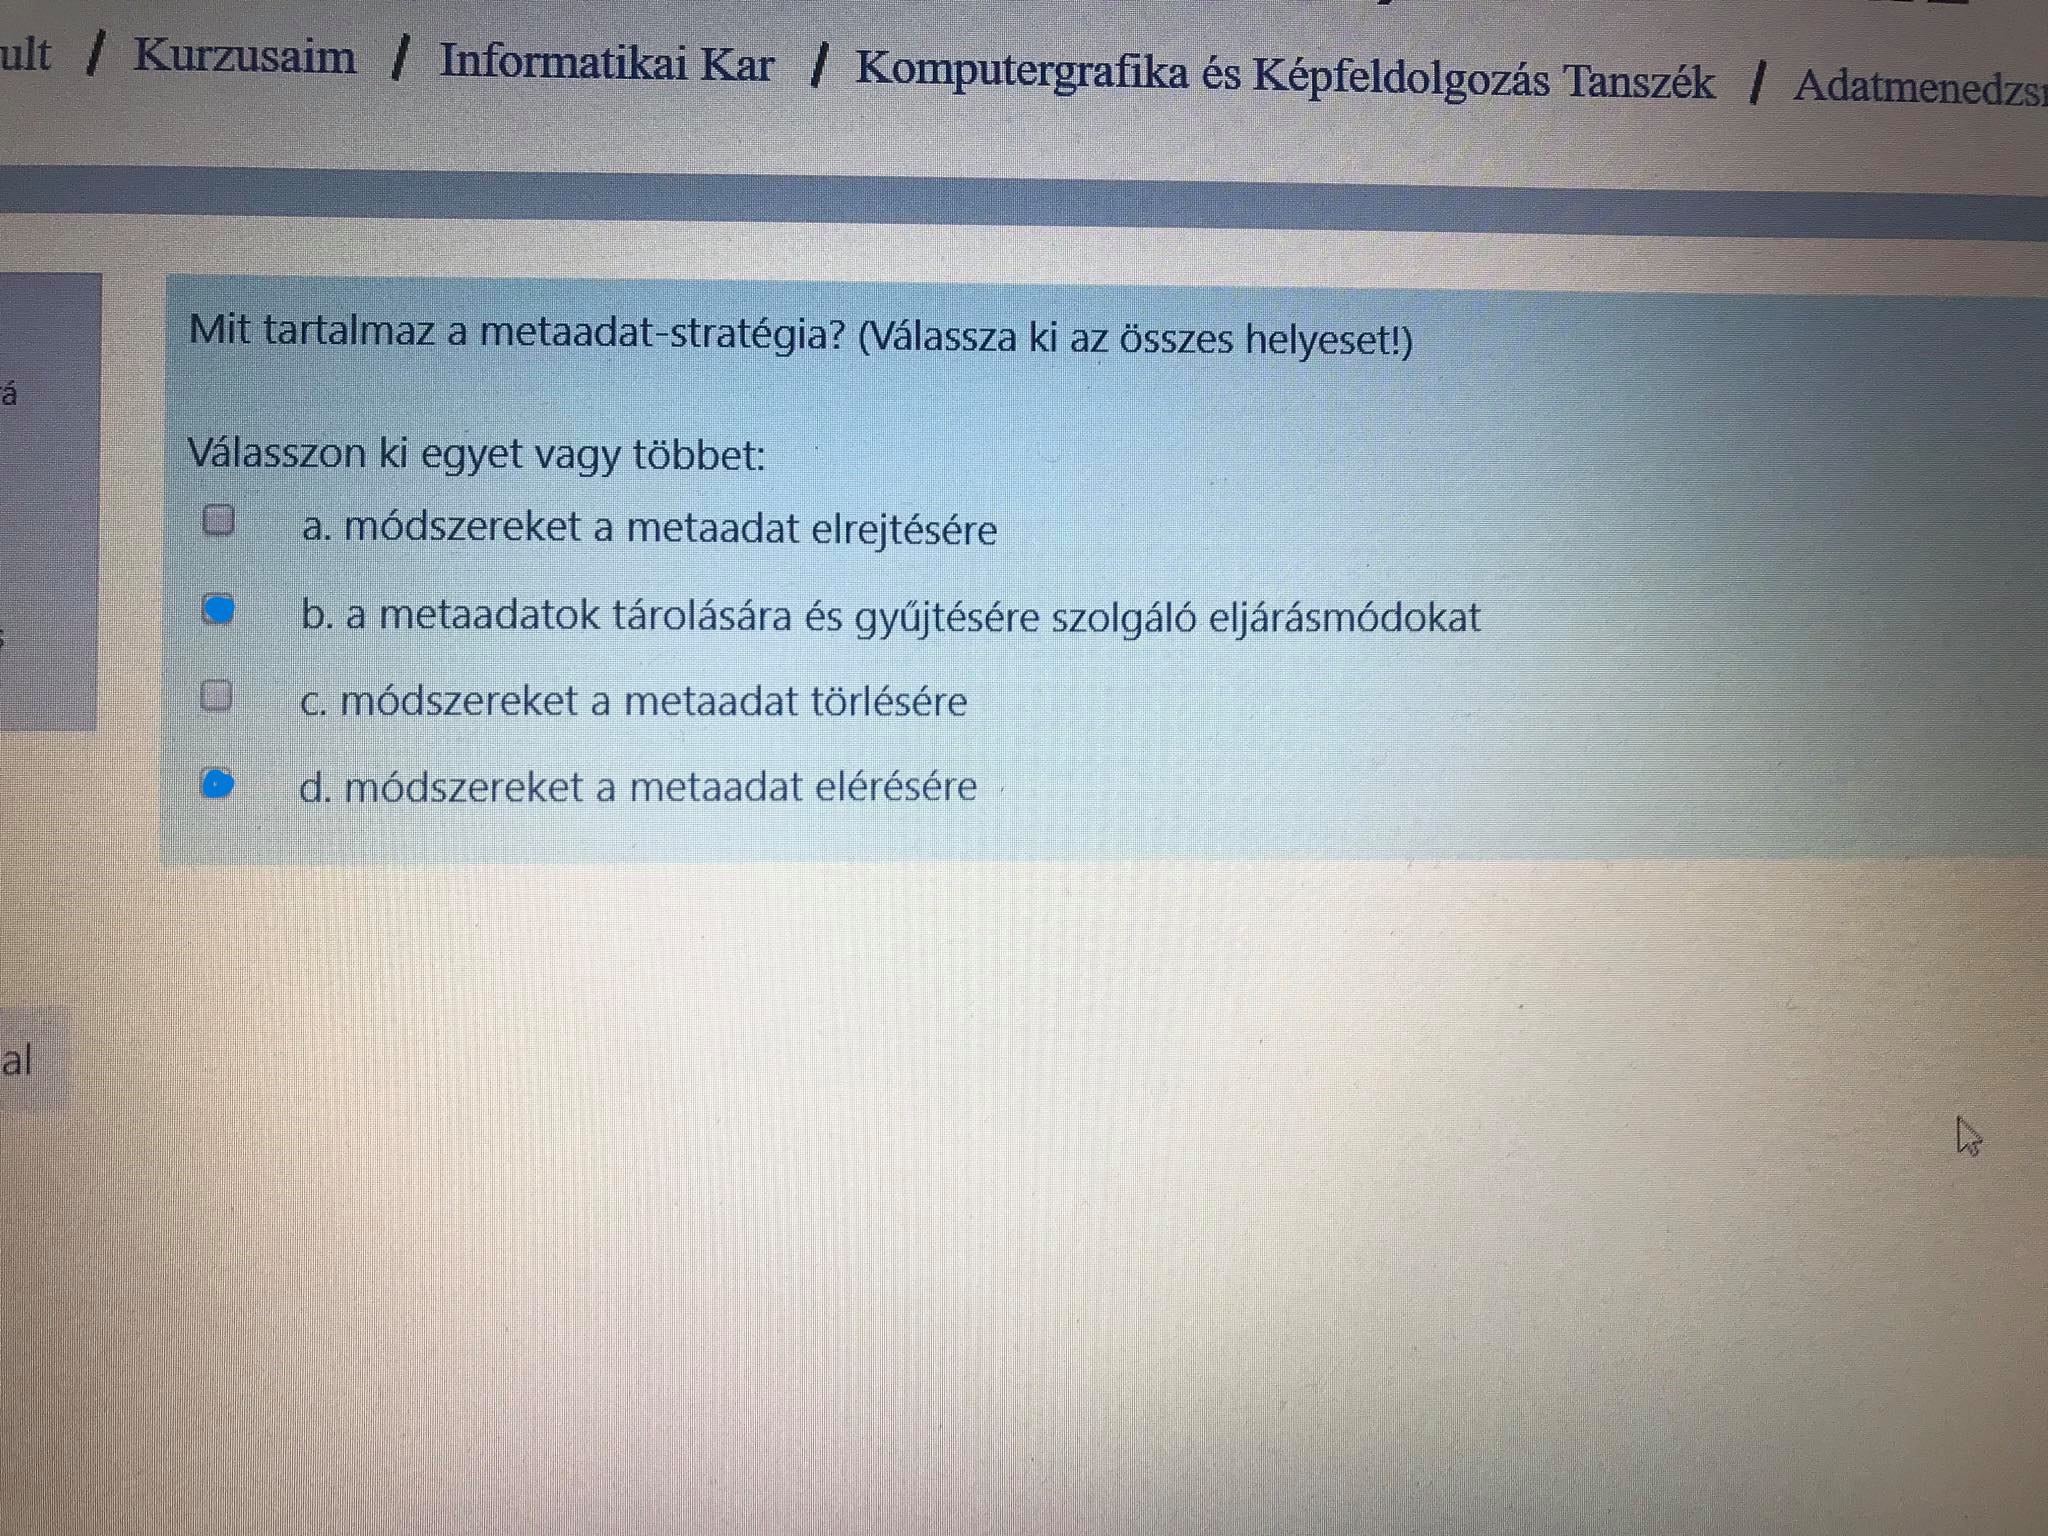 ult / Kurzusaim / Informatikai Kar / Komputergrafika és Képfeldolgozás Tanszék / Adatmenedzs
Mit tartalmaz a metaadat-stratégia? (Válassza ki az összes helyeset!)
rá
Válasszon ki egyet vagy többet:
a. módszereket a metaadat elrejtésére
b. a metaadatok tárolására és gyűjtésére szolgáló eljárásmódokat
c. módszereket a metaadat törlésére
d. módszereket a metaadat elérésére
al